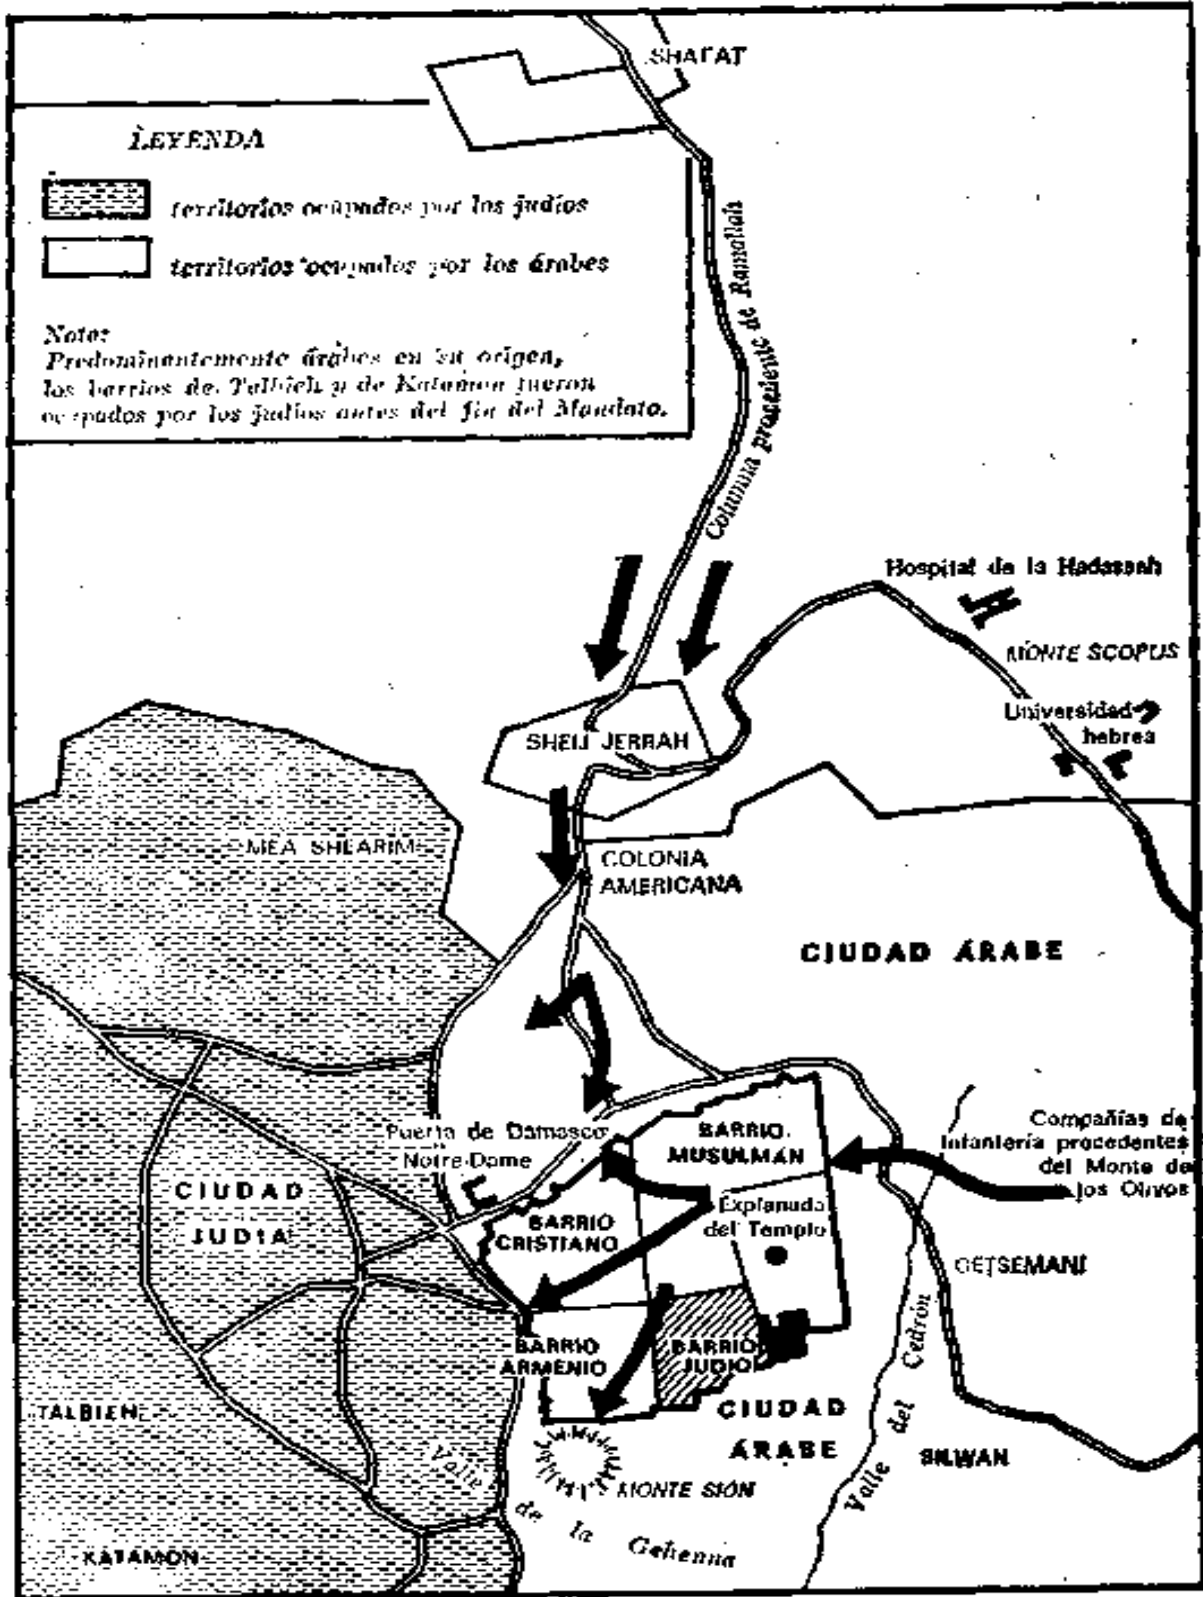 SHAFAT
LEYENDA
territorios ocupados por los judíos
territorios ocupados por los árabes
Nota:
Predominantemente árabes en su origen,
los barrios de Talbieh y de Katamon fueron
ocupados por los judíos antes del fin del Mandato.
Columna procedente de Ramallah
Hospital de la Hadassah
MONTE SCOPUS
Universidad
hebrea
SHEIJ JERRAH
MEA SHEARIM
COLONIA
AMERICANA
CIUDAD ÁRABE
Puerta de Damasco
Notre-Dame
BARRIO
MUSULMÁN
Compañías de
Infantería procedentes
del Monte de
los Olivos
CIUDAD
JUDIA
BARRIO
CRISTIANO
Explanada
del Templo
GETSEMANI
BARRIO
ARMENIO
BARRIO
JUDIO
TALBIEH
CIUDAD
ÁRABE
Valle del Cedrón
SILWAN
MONTE SIÓN
Valle de la Gehenna
KATAMON